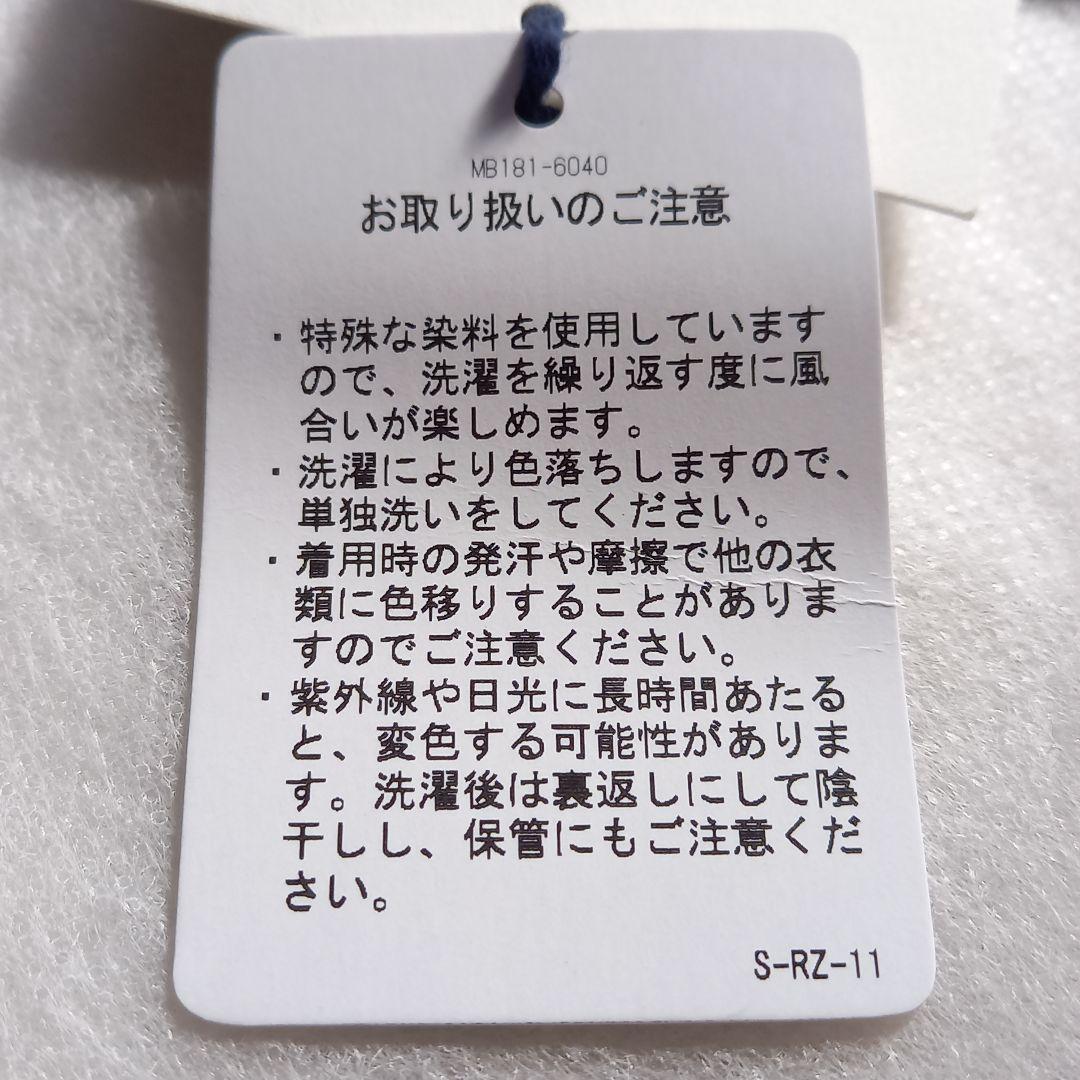 MB181-6040
お取り扱いのご注意
・特殊な染料を使用しています
ので、洗濯を繰り返す度に風
合いが楽しめます。
・洗濯により色落ちしますので、
単独洗いをしてください。
・着用時の発汗や摩擦で他の衣
類に色移りすることがありま
すのでご注意ください。
・紫外線や日光に長時間あたる
と、変色する可能性がありま
す。洗濯後は裏返しにして陰
干しし、保管にもご注意くだ
さい。
S-RZ-11